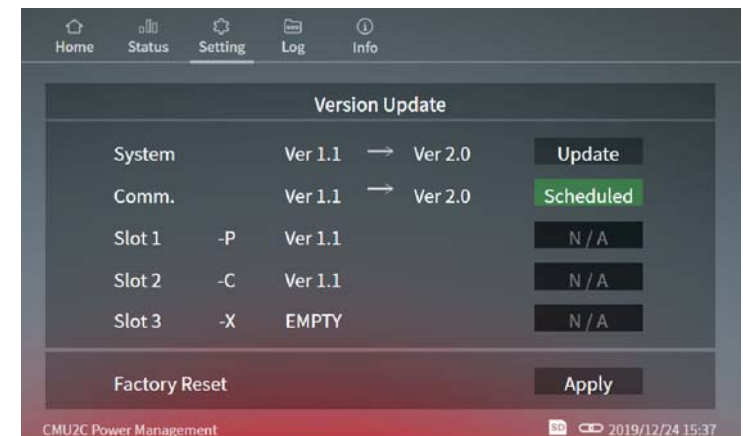 Home Status Setting Log Info
Version Update
System Ver 1.1 → Ver 2.0 Update
Comm. Ver 1.1 → Ver 2.0 Scheduled
Slot 1 -P Ver 1.1 N/A
Slot 2 -C Ver 1.1 N/A
Slot 3 -X EMPTY N/A
Factory Reset Apply
CMU2C Power Management SD 2019/12/24 15:37